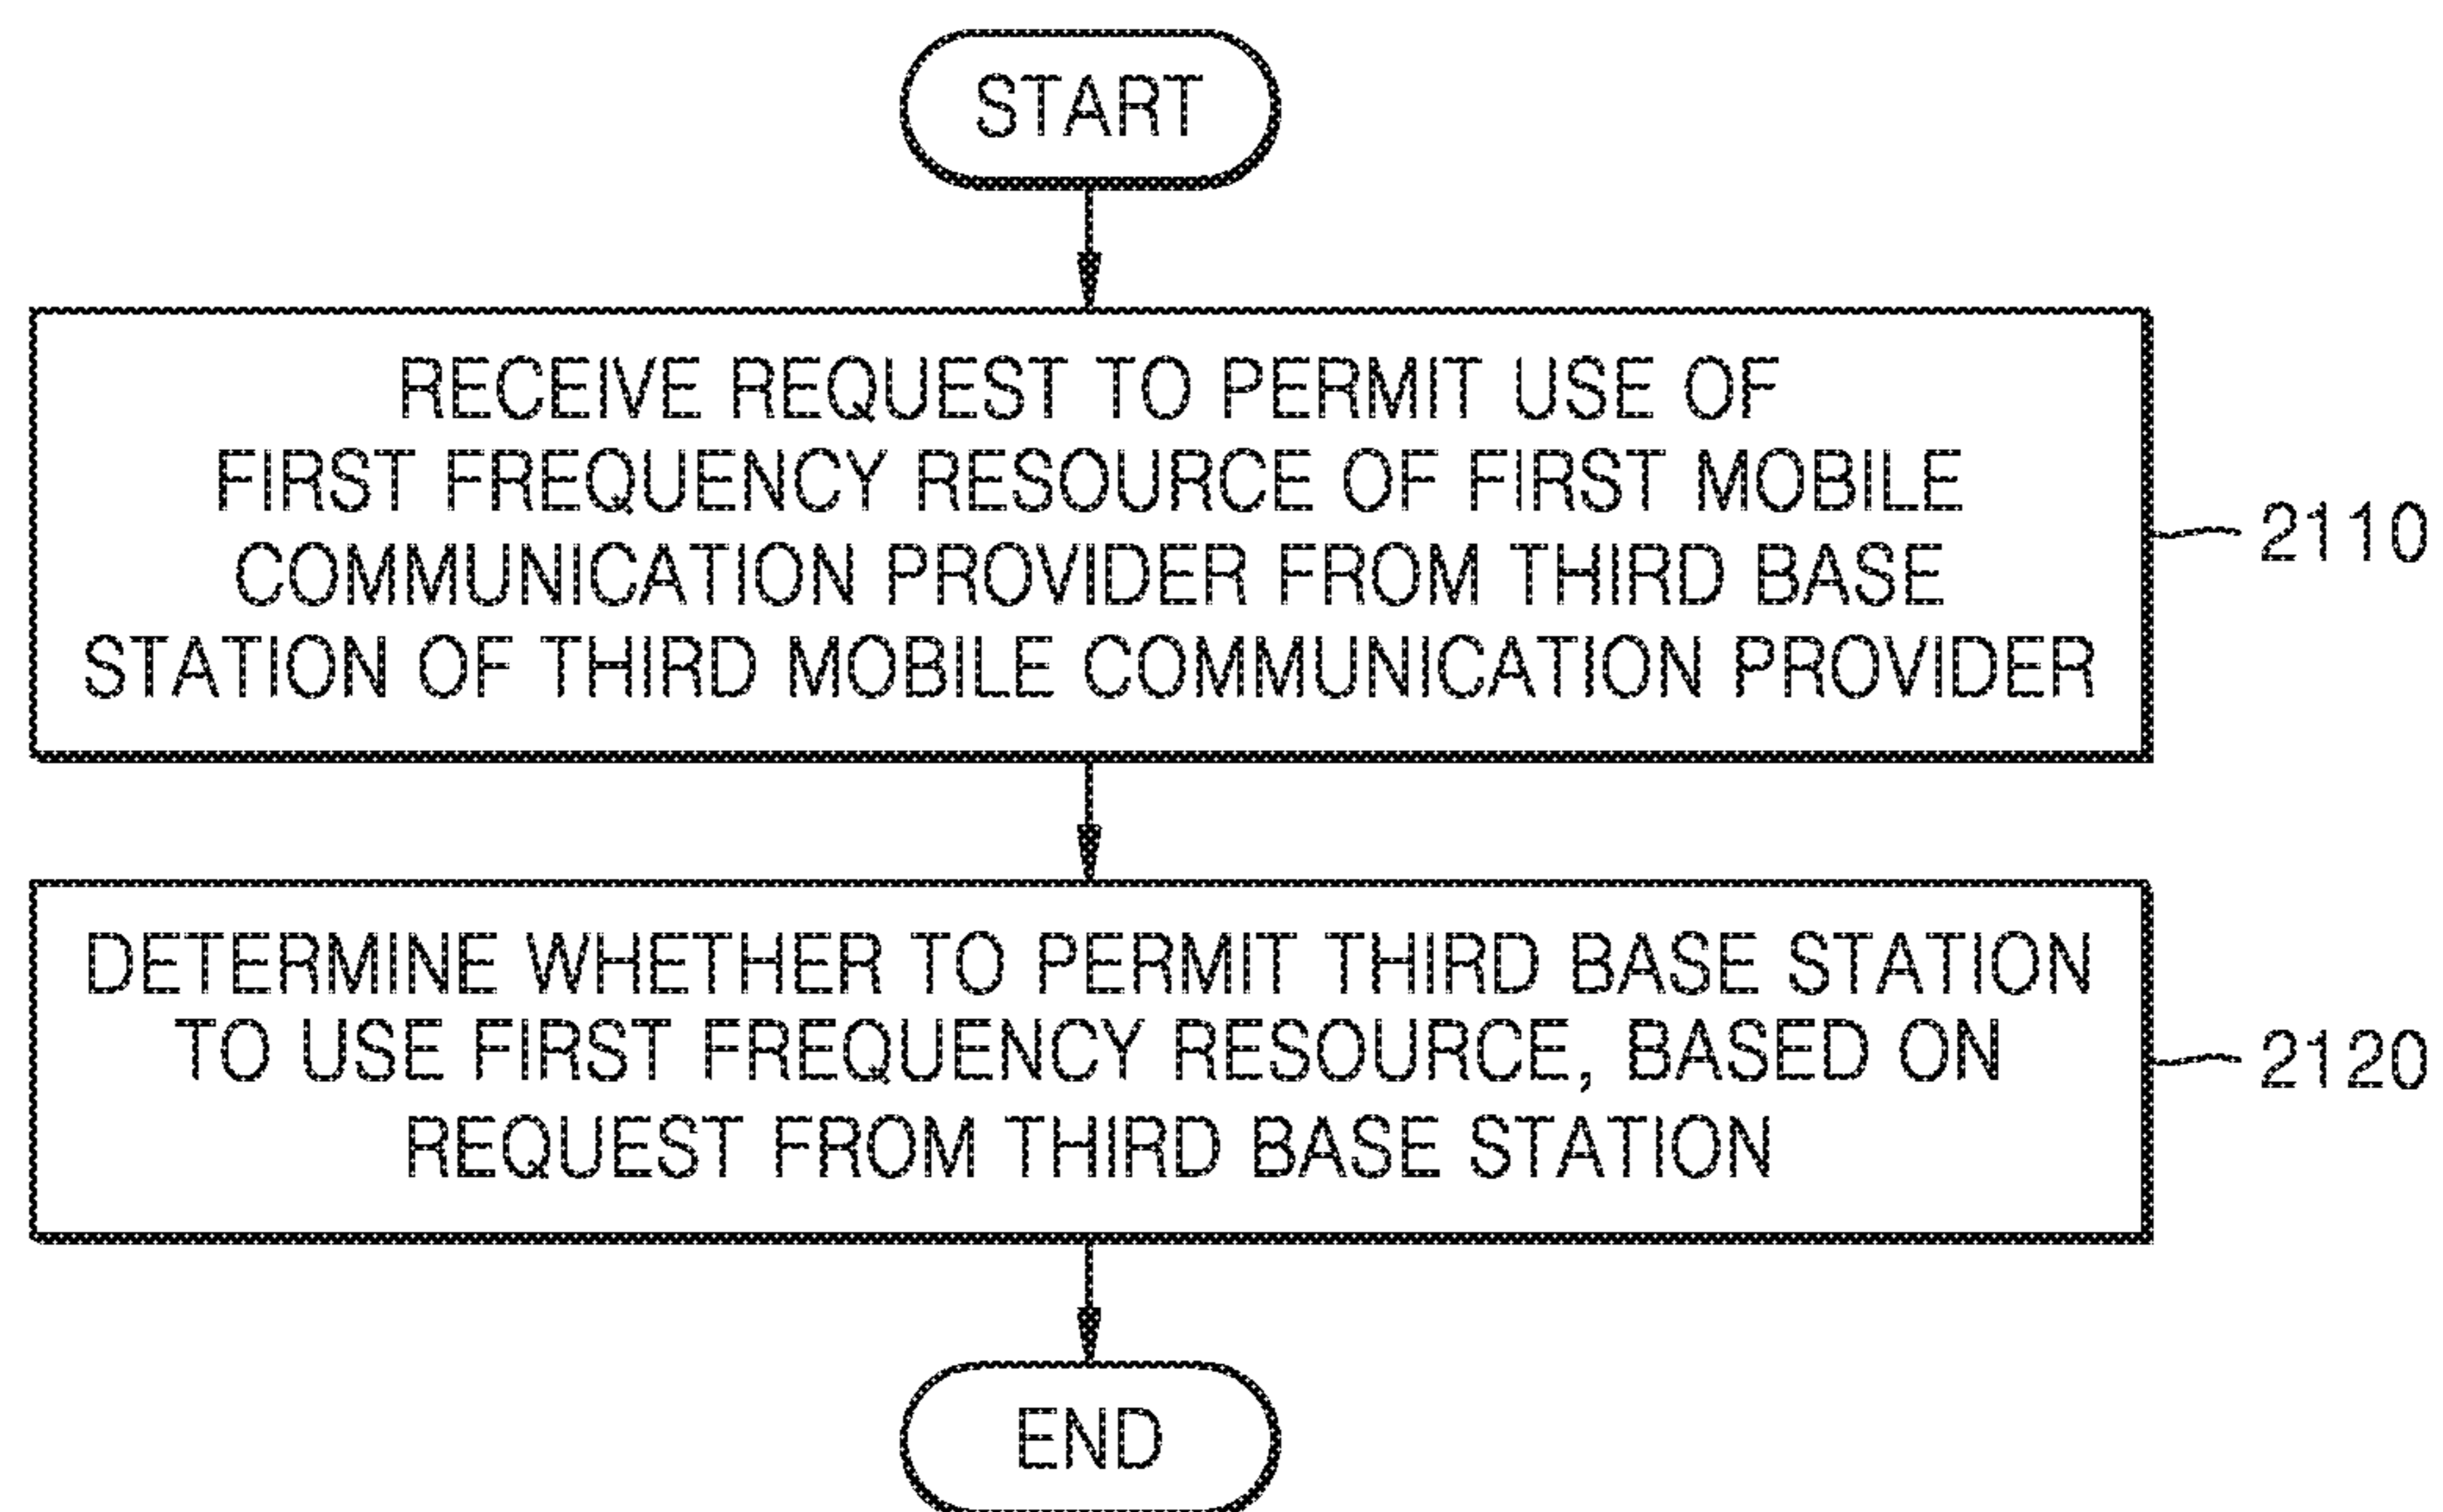 START
RECEIVE REQUEST TO PERMIT USE OF
FIRST FREQUENCY RESOURCE OF FIRST MOBILE
COMMUNICATION PROVIDER FROM THIRD BASE
STATION OF THIRD MOBILE COMMUNICATION PROVIDER
2110
DETERMINE WHETHER TO PERMIT THIRD BASE STATION
TO USE FIRST FREQUENCY RESOURCE, BASED ON
REQUEST FROM THIRD BASE STATION
2120
END